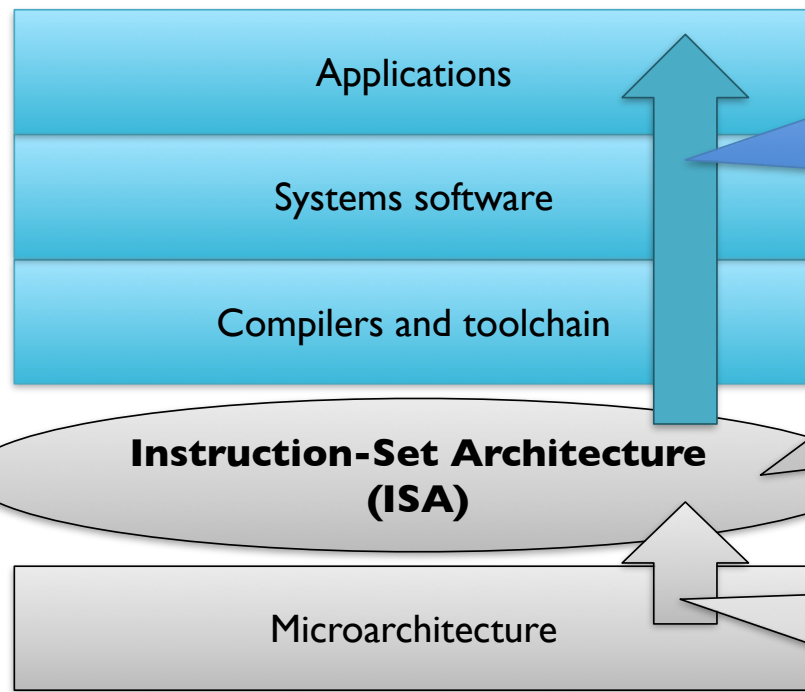 Applications
Systems software
Compilers and toolchain
Instruction-Set Architecture
(ISA)
Microarchitecture